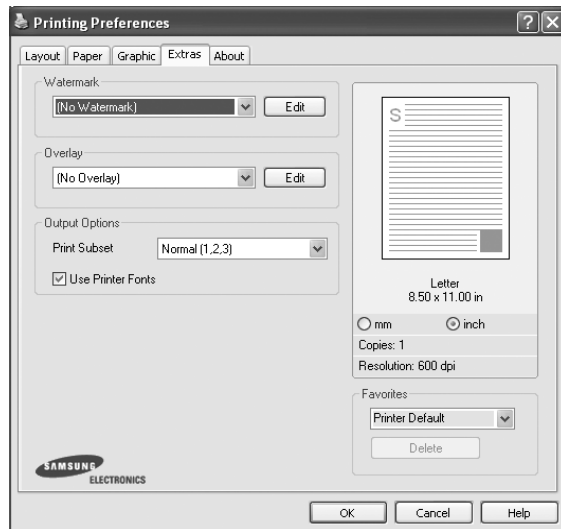 Printing Preferences
Layout Paper Graphic Extras About
Watermark
(No Watermark) Edit
Overlay
(No Overlay) Edit
Output Options
Print Subset Normal (1,2,3)
Use Printer Fonts
S
Letter
8.50 x 11.00 in
mm inch
Copies: 1
Resolution: 600 dpi
Favorites
Printer Default
Delete
SAMSUNG
ELECTRONICS
OK Cancel Help